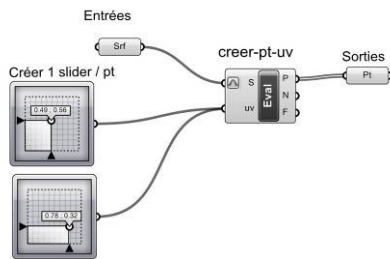 Entrées
Srf
creer-pt-uv
Sorties
Pt
S
uv
Eval
P
N
F
Créer 1 slider / pt
0.49 ; 0.56
0.78 ; 0.32